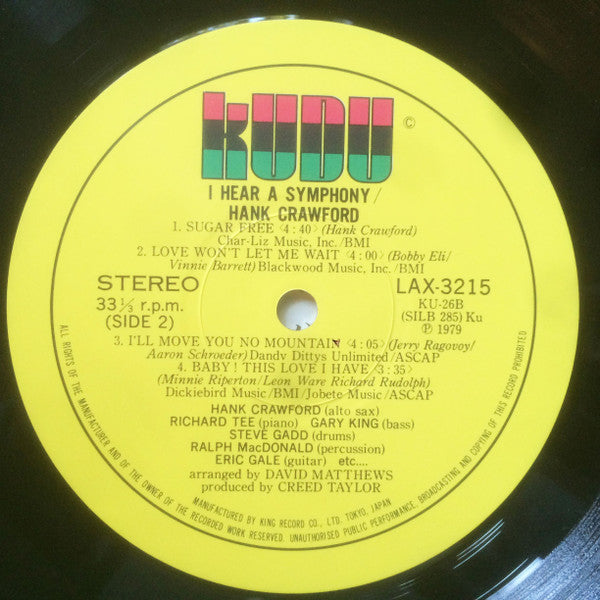 KUDU ©
I HEAR A SYMPHONY/
HANK CRAWFORD
1. SUGAR FREE 〈4:40〉 (Hank Crawford)
Char-Liz Music, Inc./BMI
2. LOVE WON'T LET ME WAIT 〈4:00〉 (Bobby Eli/
Vinnie Barrett) Blackwood Music, Inc./BMI
STEREO
33⅓ r.p.m.
(SIDE 2)
LAX-3215
KU-26B
(SILB 285) Ku
Ⓟ 1979
3. I'LL MOVE YOU NO MOUNTAIN 〈4:05〉 (Jerry Ragovoy/
Aaron Schroeder) Dandy Dittys Unlimited/ASCAP
4. BABY! THIS LOVE I HAVE 〈3:35〉
(Minnie Riperton/Leon Ware Richard Rudolph)
Dickiebird Music/BMI/Jobete Music/ASCAP
HANK CRAWFORD (alto sax)
RICHARD TEE (piano) GARY KING (bass)
STEVE GADD (drums)
RALPH MacDONALD (percussion)
ERIC GALE (guitar) etc....
arranged by DAVID MATTHEWS
produced by CREED TAYLOR
MANUFACTURED BY KING RECORD CO., LTD. TOKYO, JAPAN
ALL RIGHTS OF THE MANUFACTURER AND OF THE OWNER OF THE RECORDED WORK RESERVED. UNAUTHORISED PUBLIC PERFORMANCE, BROADCASTING AND COPYING OF THIS RECORD PROHIBITED